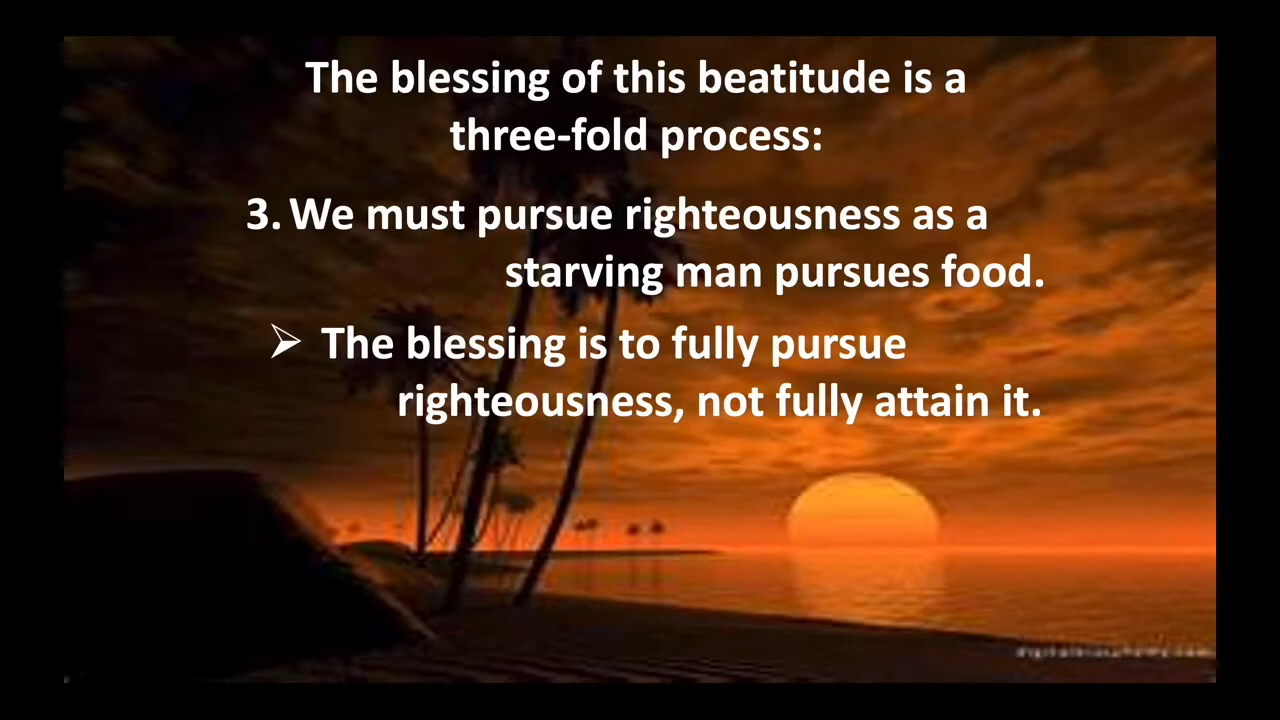 The blessing of this beatitude is a
three-fold process:
3. We must pursue righteousness as a
starving man pursues food.
➢ The blessing is to fully pursue
righteousness, not fully attain it.